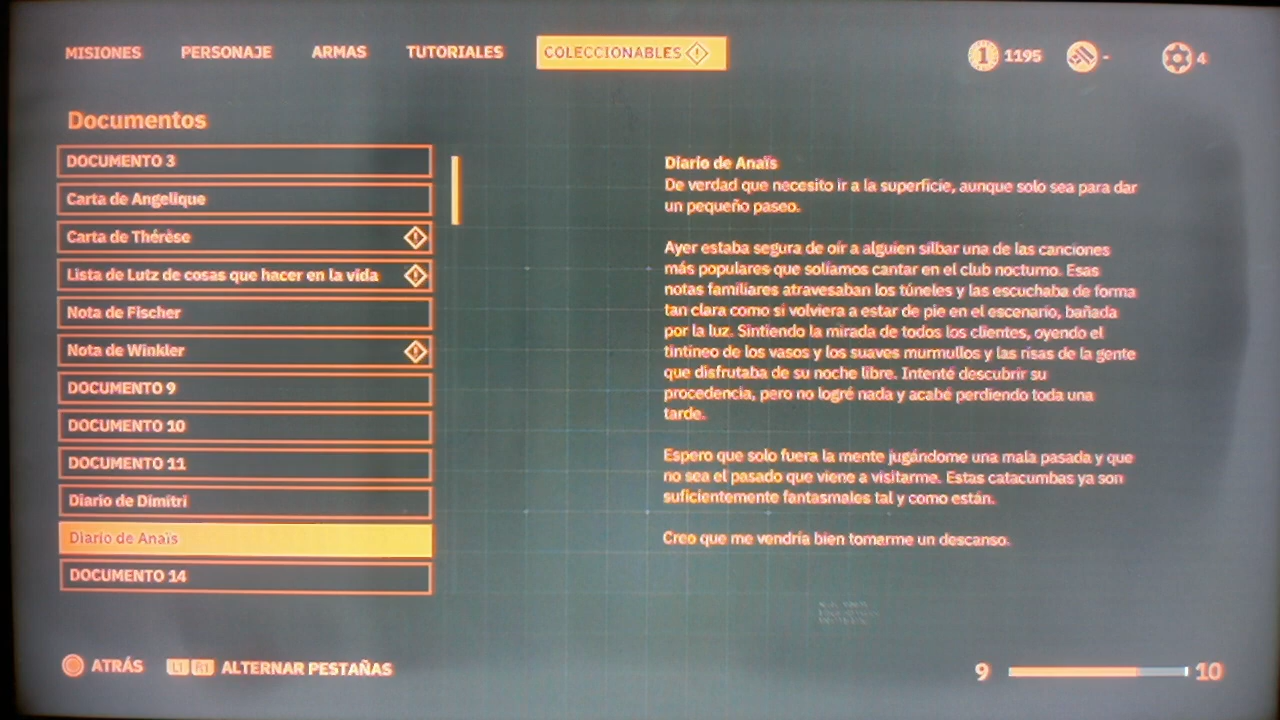 MISIONES PERSONAJE ARMAS TUTORIALES COLECCIONABLES 1 1195 - 4
Documentos
DOCUMENTO 3
Carta de Angelique
Carta de Thérèse
Lista de Lutz de cosas que hacer en la vida
Nota de Fischer
Nota de Winkler
DOCUMENTO 9
DOCUMENTO 10
DOCUMENTO 11
Diario de Dimitri
Diario de Anaïs
DOCUMENTO 14
Diario de Anaïs
De verdad que necesito ir a la superficie, aunque solo sea para dar
un pequeño paseo.
Ayer estaba segura de oír a alguien silbar una de las canciones
más populares que solíamos cantar en el club nocturno. Esas
notas familiares atravesaban los túneles y las escuchaba de forma
tan clara como si volviera a estar de pie en el escenario, bañada
por la luz. Sintiendo la mirada de todos los clientes, oyendo el
tintineo de los vasos y los suaves murmullos y las risas de la gente
que disfrutaba de su noche libre. Intenté descubrir su
procedencia, pero no logré nada y acabé perdiendo toda una
tarde.
Espero que solo fuera la mente jugándome una mala pasada y que
no sea el pasado que viene a visitarme. Estas catacumbas ya son
suficientemente fantasmales tal y como están.
Creo que me vendría bien tomarme un descanso.
ATRÁS L1 R1 ALTERNAR PESTAÑAS
9 10